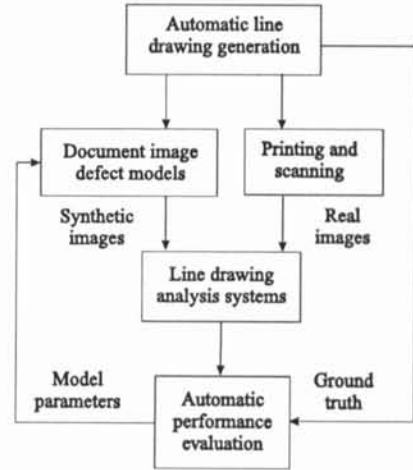 Automatic line
drawing generation
Document image
defect models
Printing and
scanning
Synthetic
images
Real
images
Line drawing
analysis systems
Model
parameters
Automatic
performance
evaluation
Ground
truth